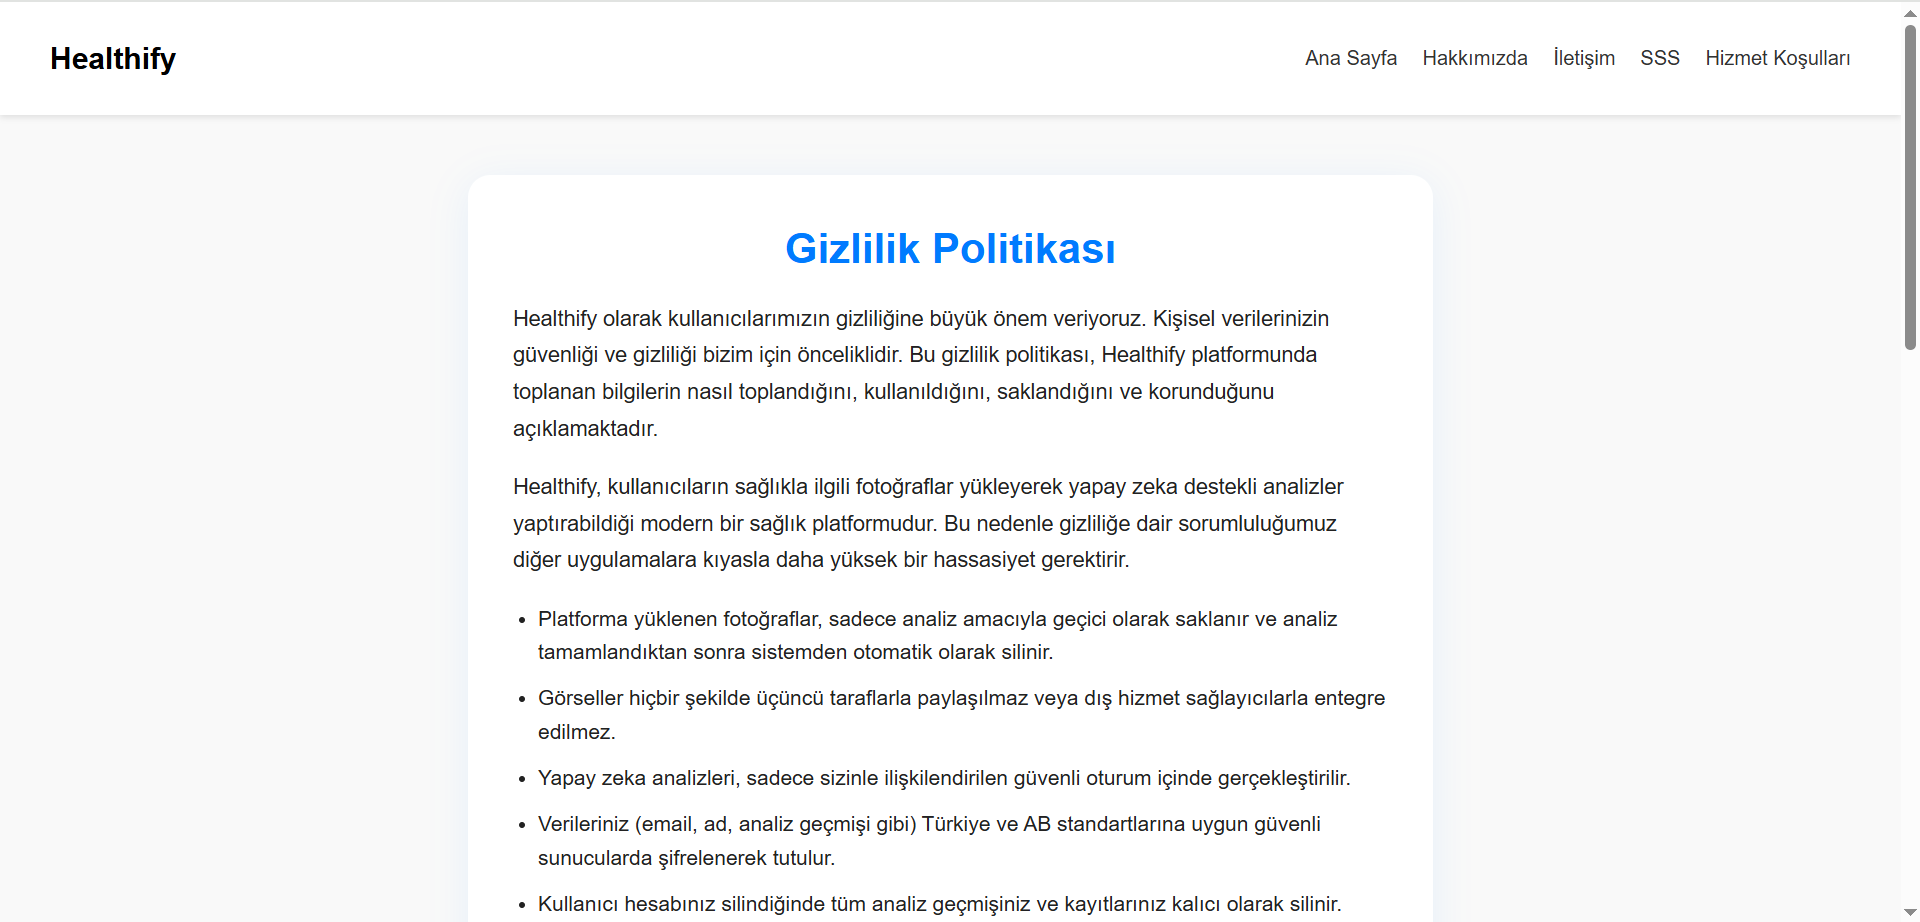 Healthify
Ana Sayfa Hakkımızda İletişim SSS Hizmet Koşulları
Gizlilik Politikası
Healthify olarak kullanıcılarımızın gizliliğine büyük önem veriyoruz. Kişisel verilerinizin
güvenliği ve gizliliği bizim için önceliklidir. Bu gizlilik politikası, Healthify platformunda
toplanan bilgilerin nasıl toplandığını, kullanıldığını, saklandığını ve korunduğunu
açıklamaktadır.
Healthify, kullanıcıların sağlıkla ilgili fotoğraflar yükleyerek yapay zeka destekli analizler
yaptırabildiği modern bir sağlık platformudur. Bu nedenle gizliliğe dair sorumluluğumuz
diğer uygulamalara kıyasla daha yüksek bir hassasiyet gerektirir.
• Platforma yüklenen fotoğraflar, sadece analiz amacıyla geçici olarak saklanır ve analiz
tamamlandıktan sonra sistemden otomatik olarak silinir.
• Görseller hiçbir şekilde üçüncü taraflarla paylaşılmaz veya dış hizmet sağlayıcılarla entegre
edilmez.
• Yapay zeka analizleri, sadece sizinle ilişkilendirilen güvenli oturum içinde gerçekleştirilir.
• Verileriniz (email, ad, analiz geçmişi gibi) Türkiye ve AB standartlarına uygun güvenli
sunucularda şifrelenerek tutulur.
• Kullanıcı hesabınız silindiğinde tüm analiz geçmişiniz ve kayıtlarınız kalıcı olarak silinir.